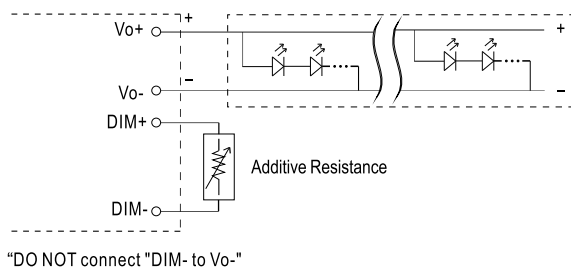 Vo+ + +
Vo- − −
DIM+
Additive Resistance
DIM-
“DO NOT connect "DIM- to Vo-"